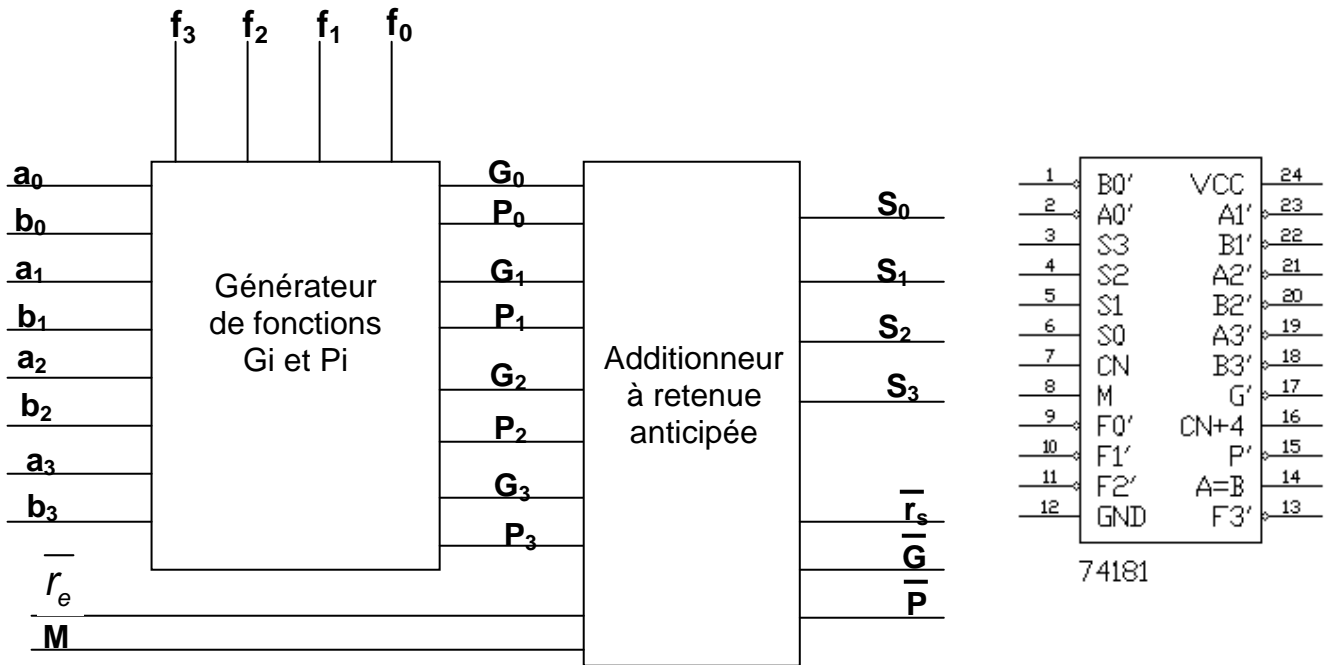 f₃ f₂ f₁ f₀
a₀
b₀
a₁
b₁
a₂
b₂
a₃
b₃
Générateur
de fonctions
Gi et Pi
G₀
P₀
G₁
P₁
G₂
P₂
G₃
P₃
r̅ₑ
M
Additionneur
à retenue
anticipée
S₀
S₁
S₂
S₃
r̅ₛ
G̅
P̅
1 B0' VCC 24
2 A0' A1' 23
3 S3 B1' 22
4 S2 A2' 21
5 S1 B2' 20
6 S0 A3' 19
7 CN B3' 18
8 M G' 17
9 F0' CN+4 16
10 F1' P' 15
11 F2' A=B 14
12 GND F3' 13
74181